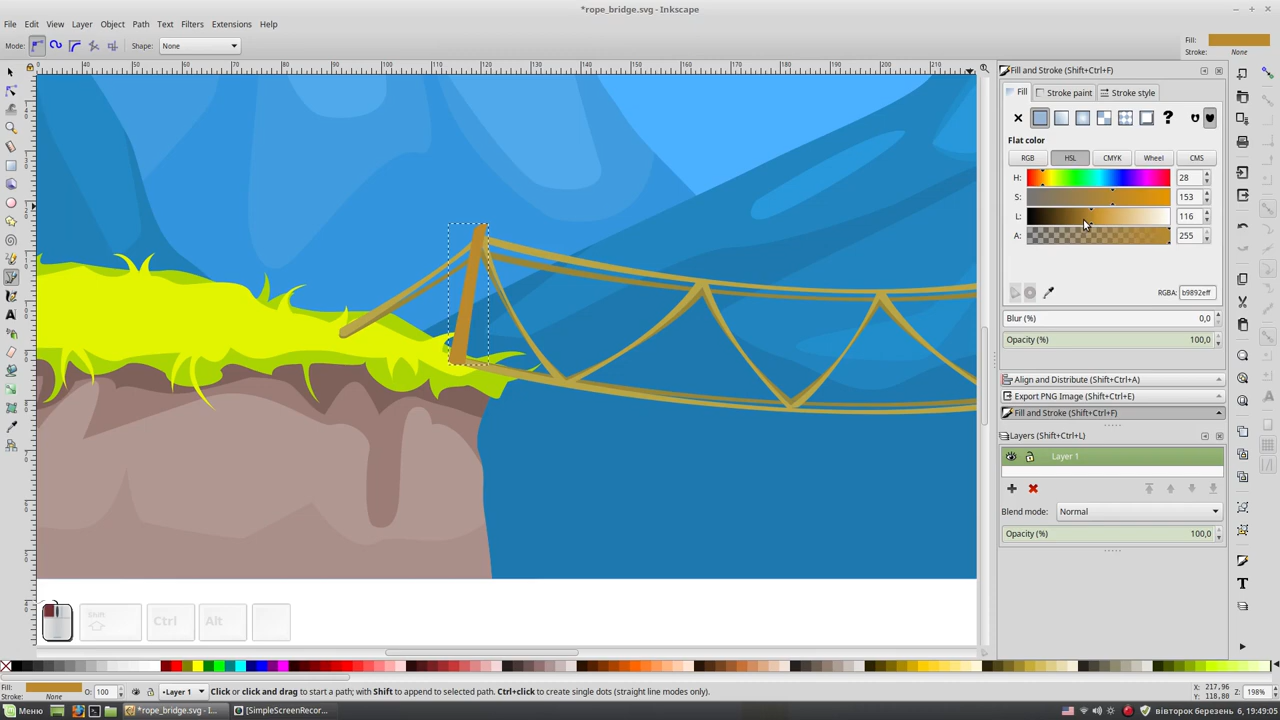 *rope_bridge.svg - Inkscape
File Edit View Layer Object Path Text Filters Extensions Help
Mode: Shape: None
Fill:
Stroke: None
Fill and Stroke (Shift+Ctrl+F)
Fill Stroke paint Stroke style
Flat color
RGB HSL CMYK Wheel CMS
H: 28
S: 153
L: 116
A: 255
RGBA: b9892eff
Blur (%) 0,0
Opacity (%) 100,0
Align and Distribute (Shift+Ctrl+A)
Export PNG Image (Shift+Ctrl+E)
Fill and Stroke (Shift+Ctrl+F)
Layers (Shift+Ctrl+L)
Layer 1
Blend mode: Normal
Opacity (%) 100,0
Shift Ctrl Alt
Fill:
Stroke: None
O: 100
Layer 1
Click or click and drag to start a path; with Shift to append to selected path. Ctrl+click to create single dots (straight line modes only).
X: 217,96
Y: 118,80
Z: 198%
Меню
*rope_bridge.svg - I...
[SimpleScreenRecor...
вівторок березень 6, 19:49:05